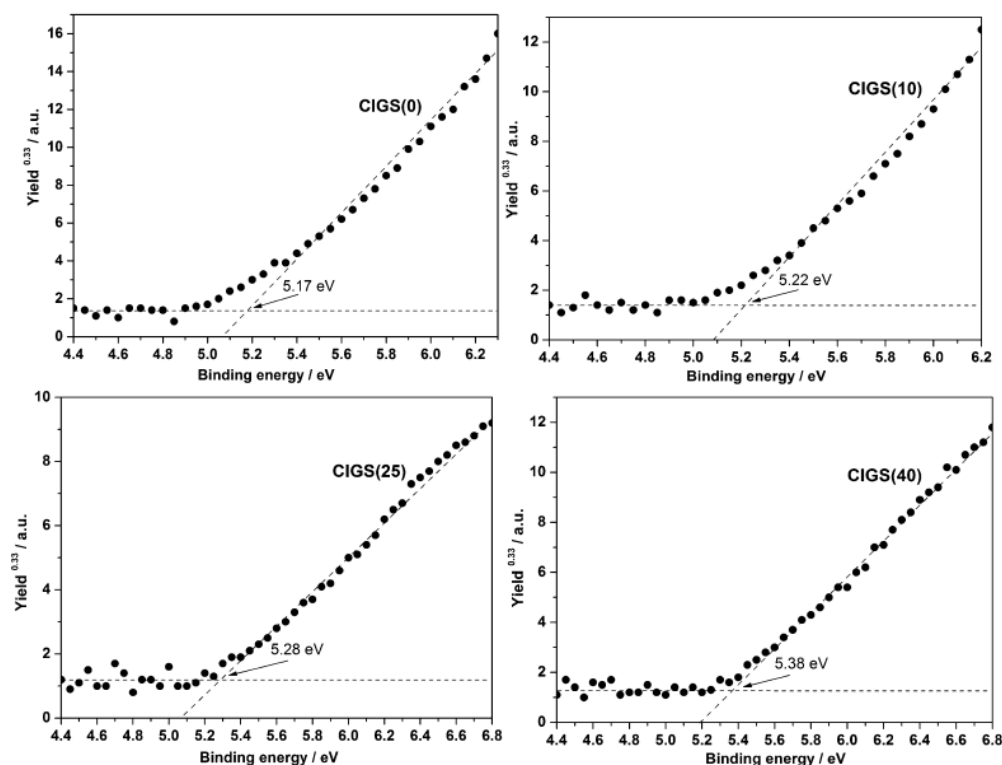 16
14
12
10
8
6
4
2
0
Yield 0.33 / a.u.
CIGS(0)
5.17 eV
4.4 4.6 4.8 5.0 5.2 5.4 5.6 5.8 6.0 6.2
Binding energy / eV
12
10
8
6
4
2
0
Yield 0.33 / a.u.
CIGS(10)
5.22 eV
4.4 4.6 4.8 5.0 5.2 5.4 5.6 5.8 6.0 6.2
Binding energy / eV
10
8
6
4
2
0
Yield 0.33 / a.u.
CIGS(25)
5.28 eV
4.4 4.6 4.8 5.0 5.2 5.4 5.6 5.8 6.0 6.2 6.4 6.6 6.8
Binding energy / eV
12
10
8
6
4
2
0
Yield 0.33 / a.u.
CIGS(40)
5.38 eV
4.4 4.6 4.8 5.0 5.2 5.4 5.6 5.8 6.0 6.2 6.4 6.6 6.8
Binding energy / eV